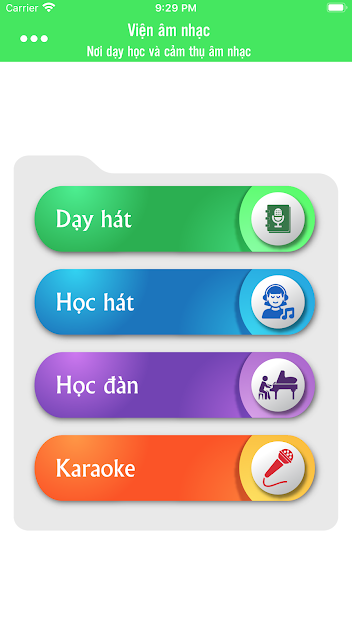 Carrier
9:29 PM
Viện âm nhạc
Nơi dạy học và cảm thụ âm nhạc
Dạy hát
Học hát
Học đàn
Karaoke